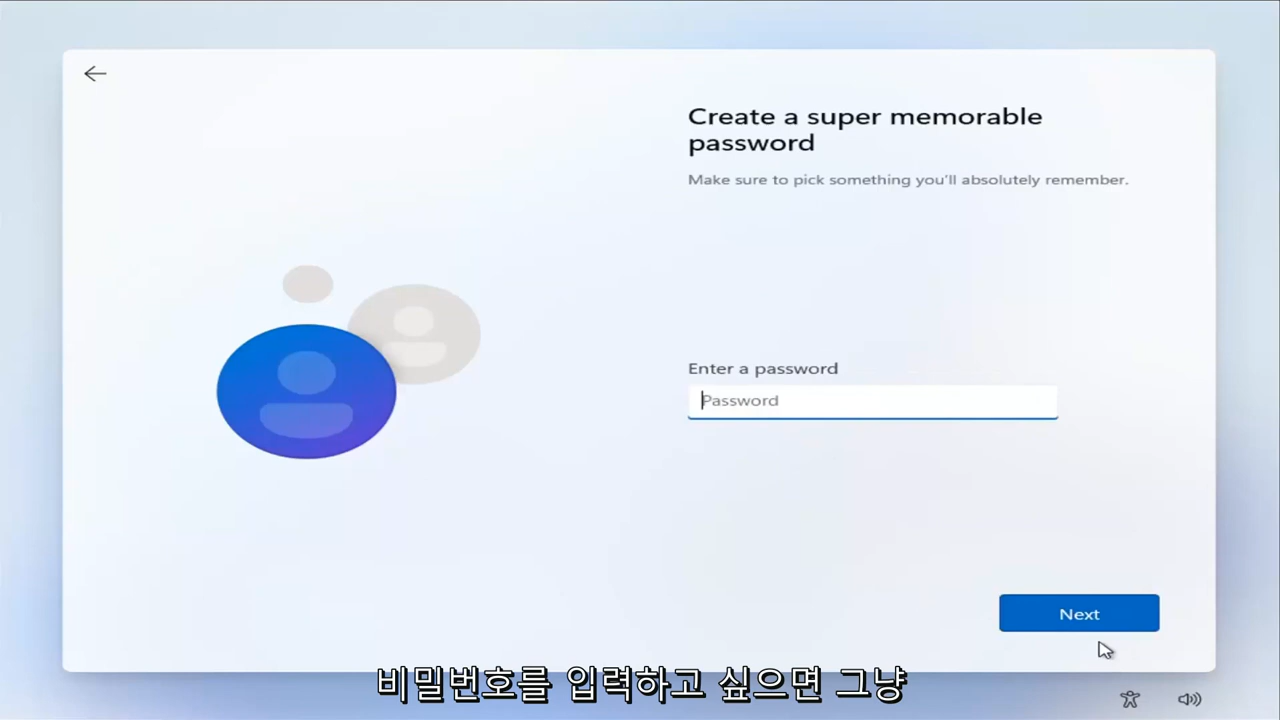 Create a super memorable
password
Make sure to pick something you'll absolutely remember.
Enter a password
Password
Next
비밀번호를 입력하고 싶으면 그냥